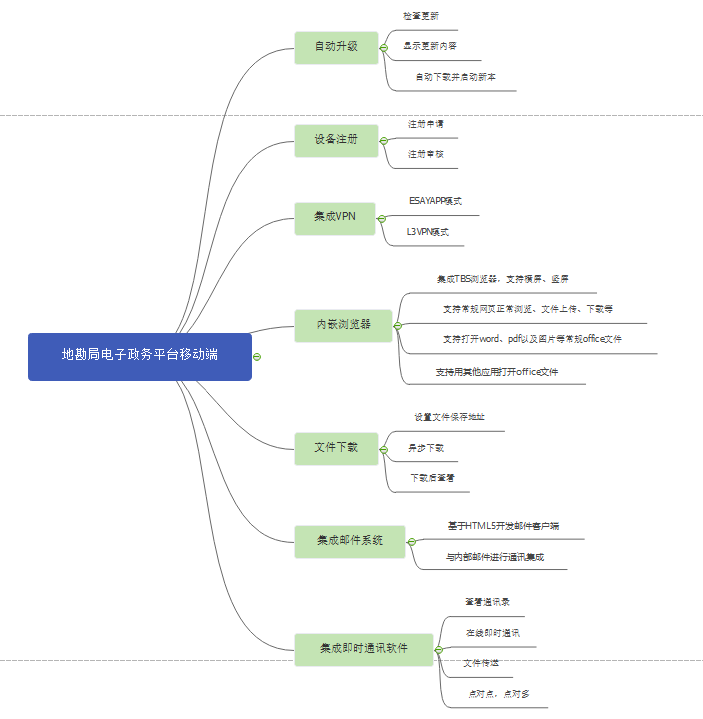 地勘局电子政务平台移动端
自动升级
检查更新
显示更新内容
自动下载并启动新本
设备注册
注册申请
注册审核
集成VPN
ESAYAPP模式
L3VPN模式
内嵌浏览器
集成TBS浏览器，支持横屏、竖屏
支持常规网页正常浏览、文件上传、下载等
支持打开word、pdf以及图片等常规office文件
支持用其他应用打开office文件
文件下载
设置文件保存地址
异步下载
下载后查看
集成邮件系统
基于HTML5开发邮件客户端
与内部邮件进行通讯集成
集成即时通讯软件
查看通讯录
在线即时通讯
文件传送
点对点，点对多